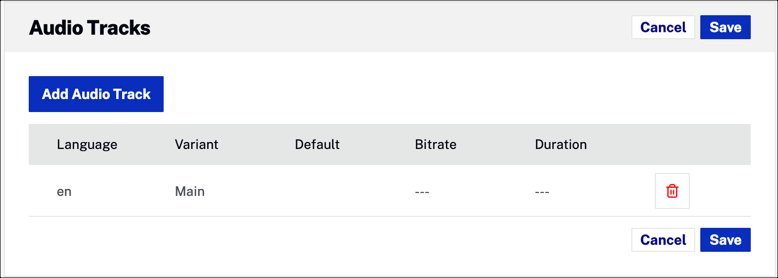 Audio Tracks Cancel Save
Add Audio Track
Language Variant Default Bitrate Duration
en Main --- ---
Cancel Save